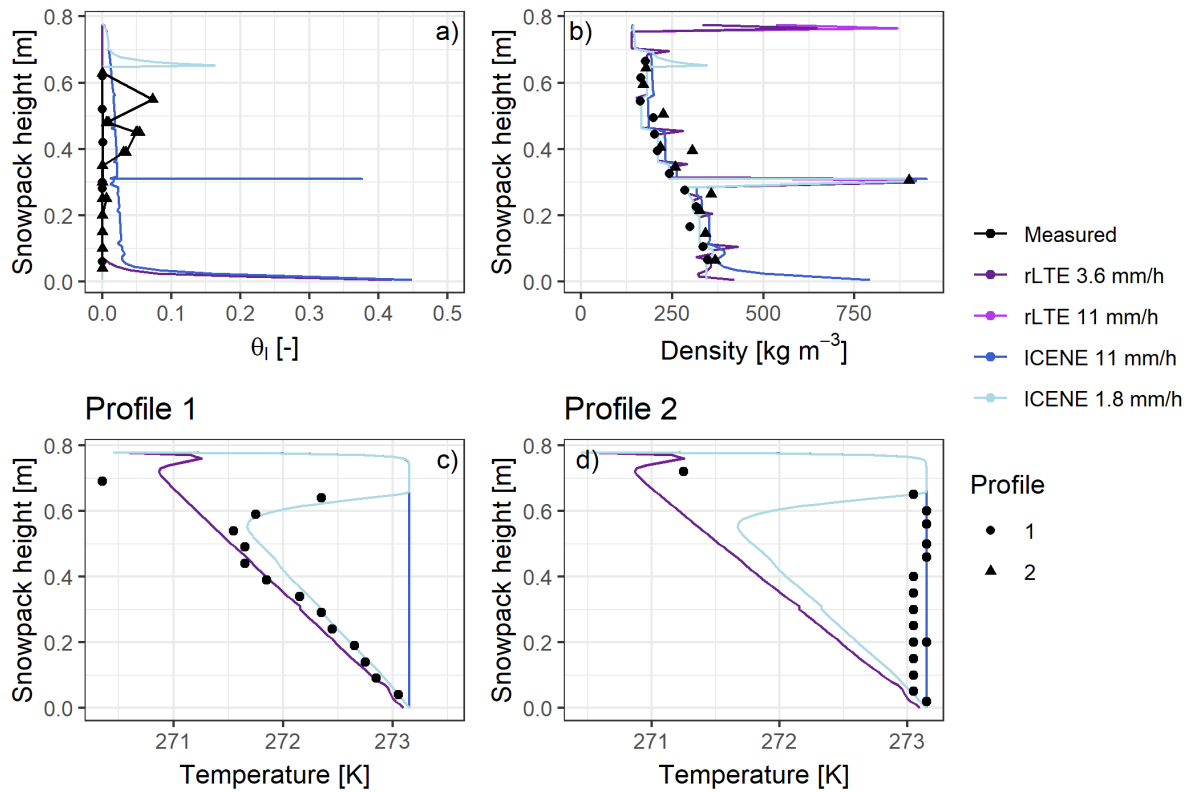 a)
Snowpack height [m]
0.8
0.6
0.4
0.2
0.0
0.0 0.1 0.2 0.3 0.4 0.5
θl [-]
b)
Snowpack height [m]
0.8
0.6
0.4
0.2
0.0
0 250 500 750
Density [kg m−3]
Measured
rLTE 3.6 mm/h
rLTE 11 mm/h
ICENE 11 mm/h
ICENE 1.8 mm/h
Profile
1
2
Profile 1
c)
Snowpack height [m]
0.8
0.6
0.4
0.2
0.0
271 272 273
Temperature [K]
Profile 2
d)
Snowpack height [m]
0.8
0.6
0.4
0.2
0.0
271 272 273
Temperature [K]